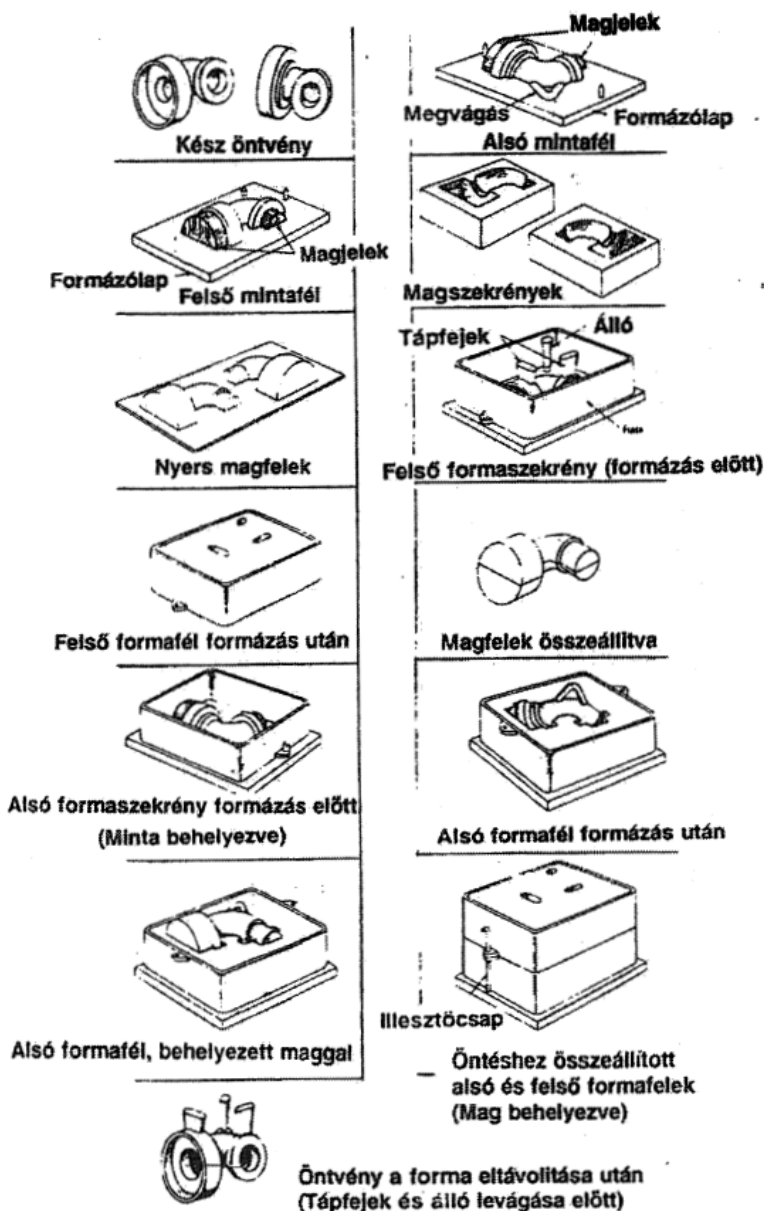 Kész öntvény
Magjelek
Megvágás
Formázólap
Alsó mintafél
Magjelek
Formázólap
Felső mintafél
Magszekrények
Nyers magfelek
Tápfejek
Álló
Felső formaszekrény (formázás előtt)
Felső formafél formázás után
Magfelek összeállitva
Alsó formaszekrény formázás előtt
(Minta behelyezve)
Alsó formafél formázás után
Alsó formafél, behelyezett maggal
Illesztőcsap
Öntéshez összeállított
alsó és felső formafelek
(Mag behelyezve)
Öntvény a forma eltávolitása után
(Tápfejek és álló levágása előtt)